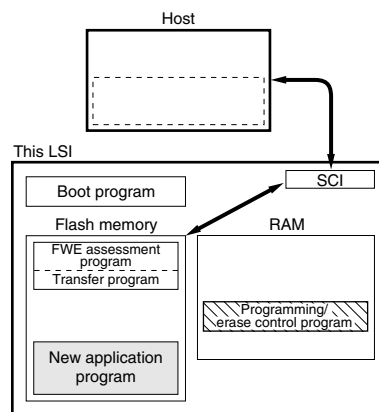 Host
This LSI
SCI
Boot program
Flash memory
RAM
FWE assessment
program
Transfer program
Programming/
erase control program
New application
program